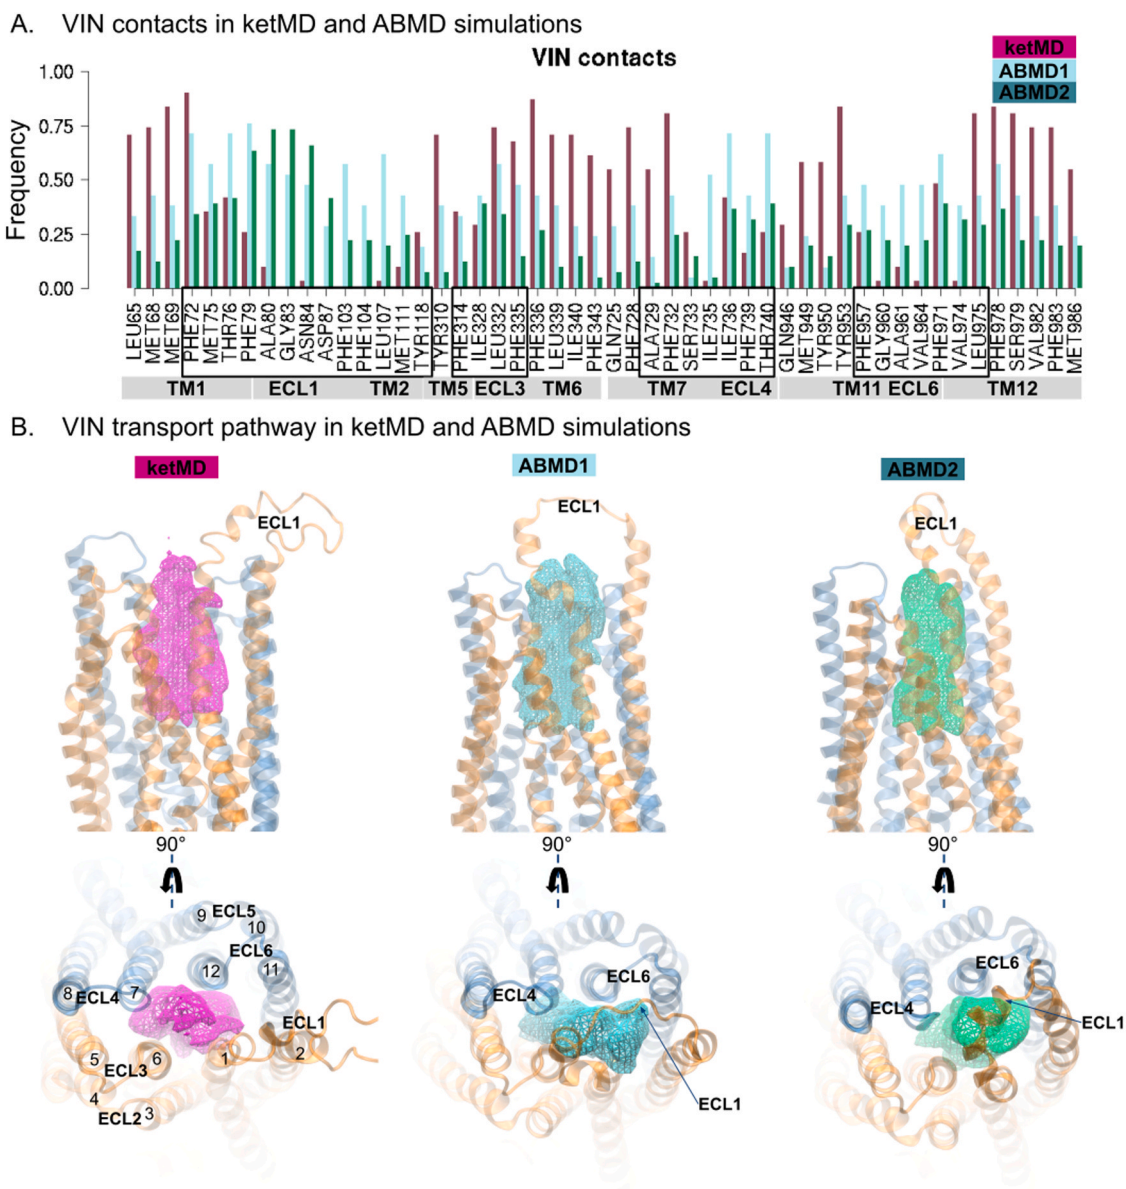 A. VIN contacts in ketMD and ABMD simulations
VIN contacts
ketMD
ABMD1
ABMD2
Frequency
1.00
0.75
0.50
0.25
0.00
LEU65
MET68
MET69
PHE72
MET75
THR76
PHE79
ALA80
GLY83
ASN84
ASP87
PHE103
PHE104
LEU107
MET111
TYR118
TYR310
PHE314
ILE328
LEU332
PHE335
PHE336
LEU339
ILE340
PHE343
GLN725
PHE728
ALA729
PHE732
SER733
ILE735
ILE736
PHE739
THR740
GLN946
MET949
TYR950
TYR953
PHE957
GLY960
ALA961
VAL964
PHE971
VAL974
LEU975
PHE978
SER979
VAL982
PHE983
MET986
TM1 ECL1 TM2 TM5 ECL3 TM6 TM7 ECL4 TM11 ECL6 TM12
B. VIN transport pathway in ketMD and ABMD simulations
ketMD ABMD1 ABMD2
ECL1
ECL1
ECL1
90° 90° 90°
9 ECL5 10
ECL6
12 11
8 ECL4 7
ECL1
5 6 1 2
ECL3
4
ECL2 3
ECL6
ECL4
ECL1
ECL6
ECL4
ECL1